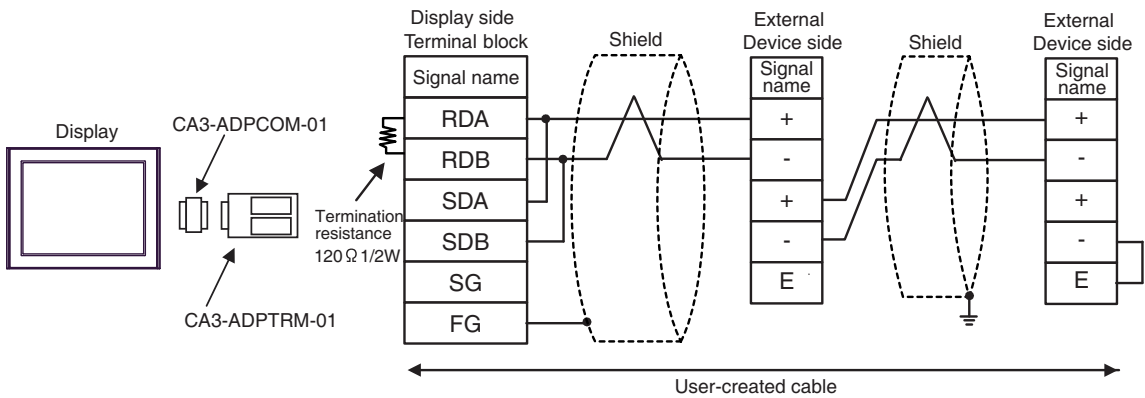 Display
CA3-ADPCOM-01
CA3-ADPTRM-01
Termination
resistance
120Ω 1/2W
Display side
Terminal block
Signal name
RDA
RDB
SDA
SDB
SG
FG
Shield
External
Device side
Signal
name
+
-
+
-
E
Shield
External
Device side
Signal
name
+
-
+
-
E
User-created cable